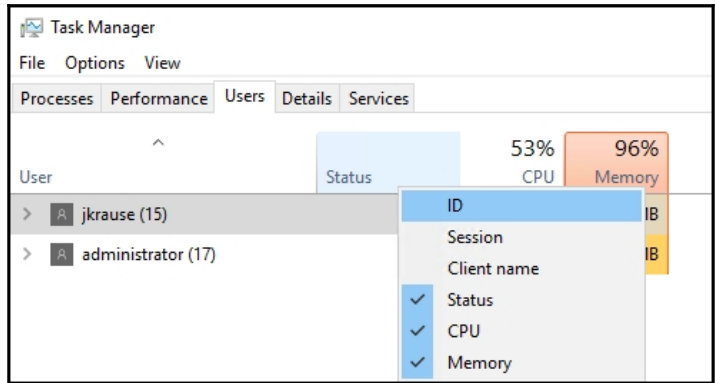 Task Manager
File Options View
Processes Performance Users Details Services
53% 96%
User Status CPU Memory
ID
jkrause (15) IB
Session
administrator (17) IB
Client name
Status
CPU
Memory